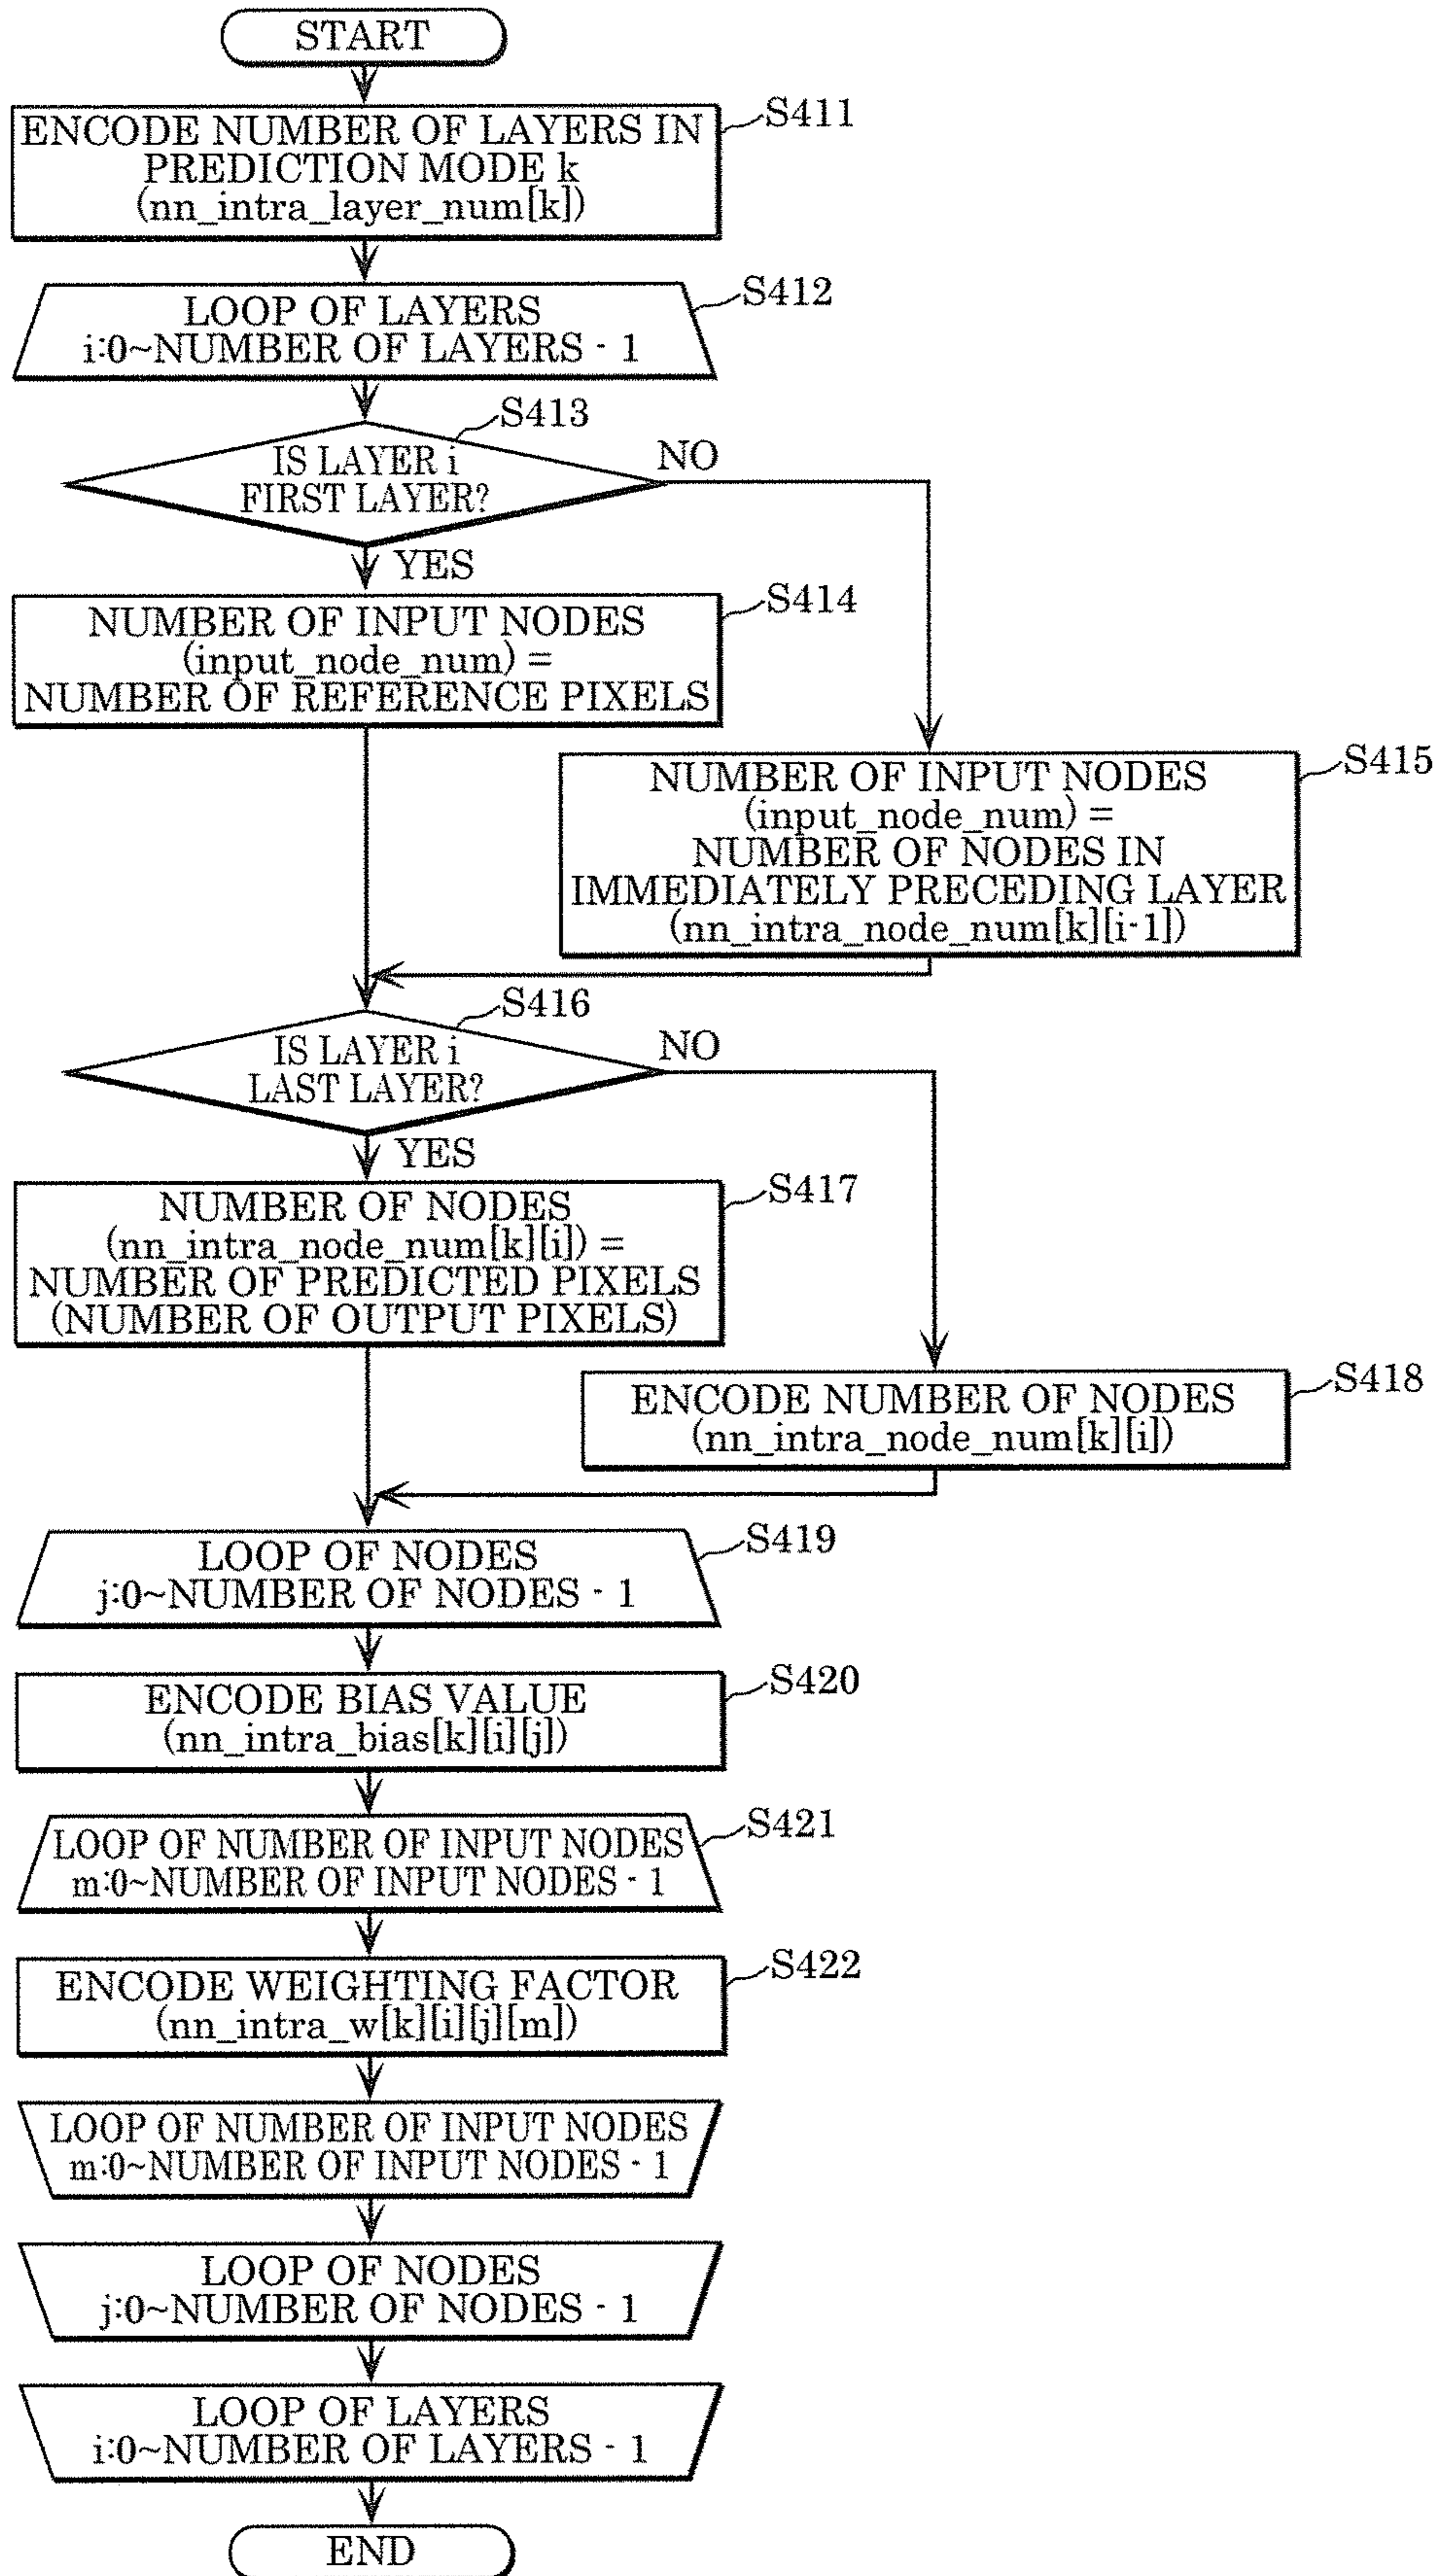 START
ENCODE NUMBER OF LAYERS IN
PREDICTION MODE k
(nn_intra_layer_num[k])
S411
LOOP OF LAYERS
i:0~NUMBER OF LAYERS - 1
S412
IS LAYER i
FIRST LAYER?
S413
NO
YES
NUMBER OF INPUT NODES
(input_node_num) =
NUMBER OF REFERENCE PIXELS
S414
NUMBER OF INPUT NODES
(input_node_num) =
NUMBER OF NODES IN
IMMEDIATELY PRECEDING LAYER
(nn_intra_node_num[k][i-1])
S415
IS LAYER i
LAST LAYER?
S416
NO
YES
NUMBER OF NODES
(nn_intra_node_num[k][i]) =
NUMBER OF PREDICTED PIXELS
(NUMBER OF OUTPUT PIXELS)
S417
ENCODE NUMBER OF NODES
(nn_intra_node_num[k][i])
S418
LOOP OF NODES
j:0~NUMBER OF NODES - 1
S419
ENCODE BIAS VALUE
(nn_intra_bias[k][i][j])
S420
LOOP OF NUMBER OF INPUT NODES
m:0~NUMBER OF INPUT NODES - 1
S421
ENCODE WEIGHTING FACTOR
(nn_intra_w[k][i][j][m])
S422
LOOP OF NUMBER OF INPUT NODES
m:0~NUMBER OF INPUT NODES - 1
LOOP OF NODES
j:0~NUMBER OF NODES - 1
LOOP OF LAYERS
i:0~NUMBER OF LAYERS - 1
END